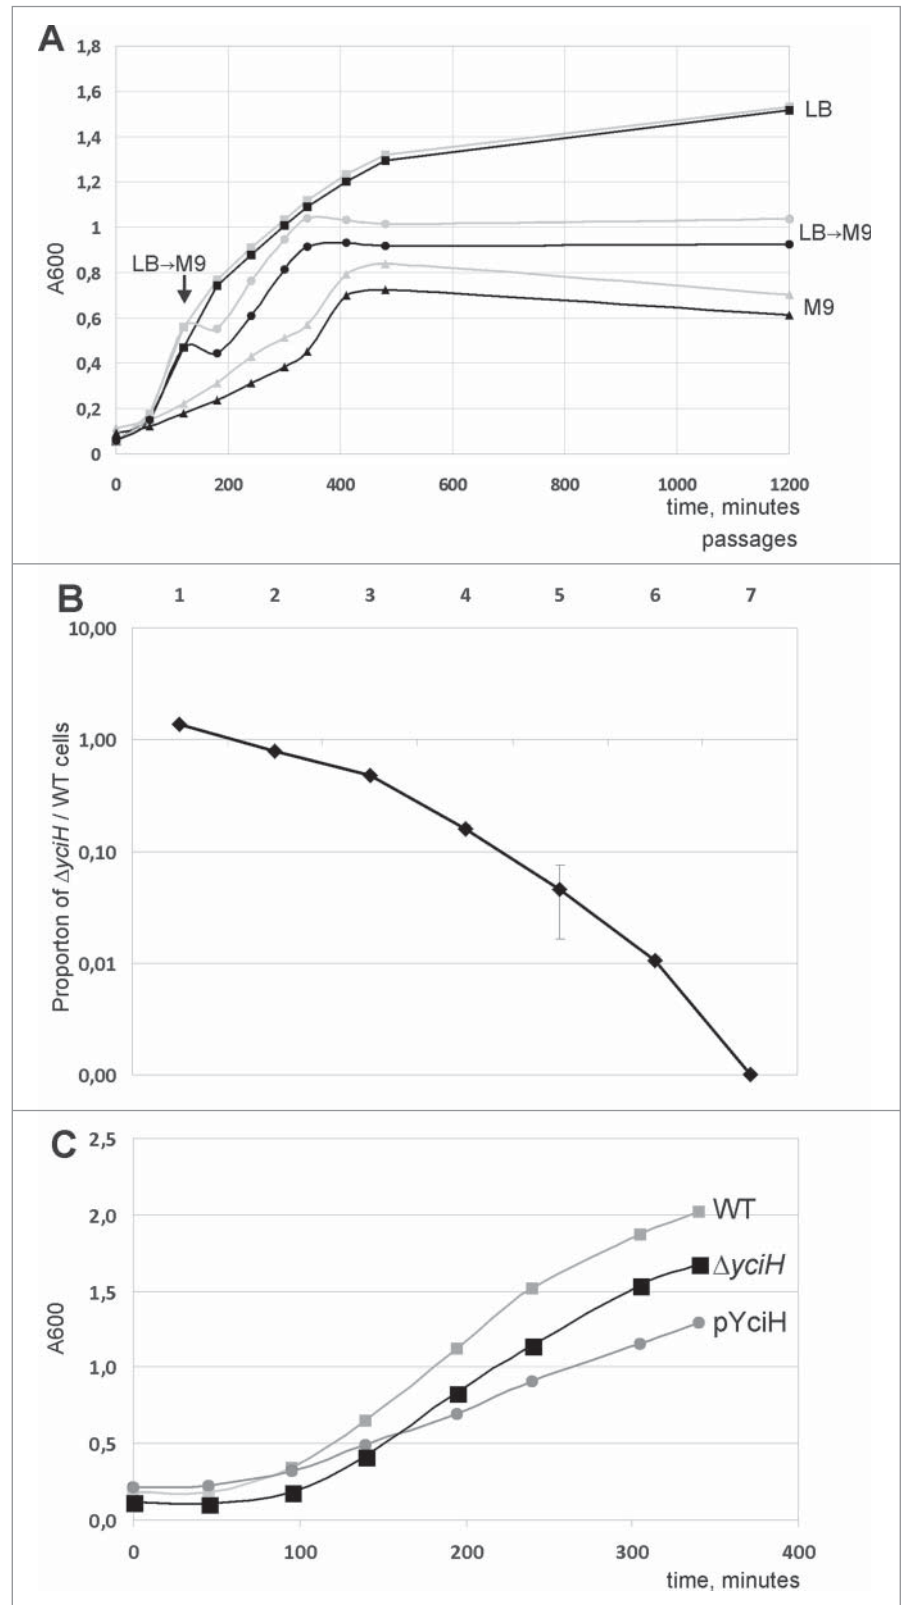 A
1,8
1,6
1,4
1,2
1
0,8
0,6
0,4
0,2
0
A600
LB→M9
LB
LB→M9
M9
0 200 400 600 800 1000 1200
time, minutes
passages
B
1 2 3 4 5 6 7
10,00
1,00
0,10
0,01
0,00
Proporton of ΔyciH / WT cells
C
2,5
2,0
1,5
1,0
0,5
0,0
A600
WT
ΔyciH
pYciH
0 100 200 300 400
time, minutes